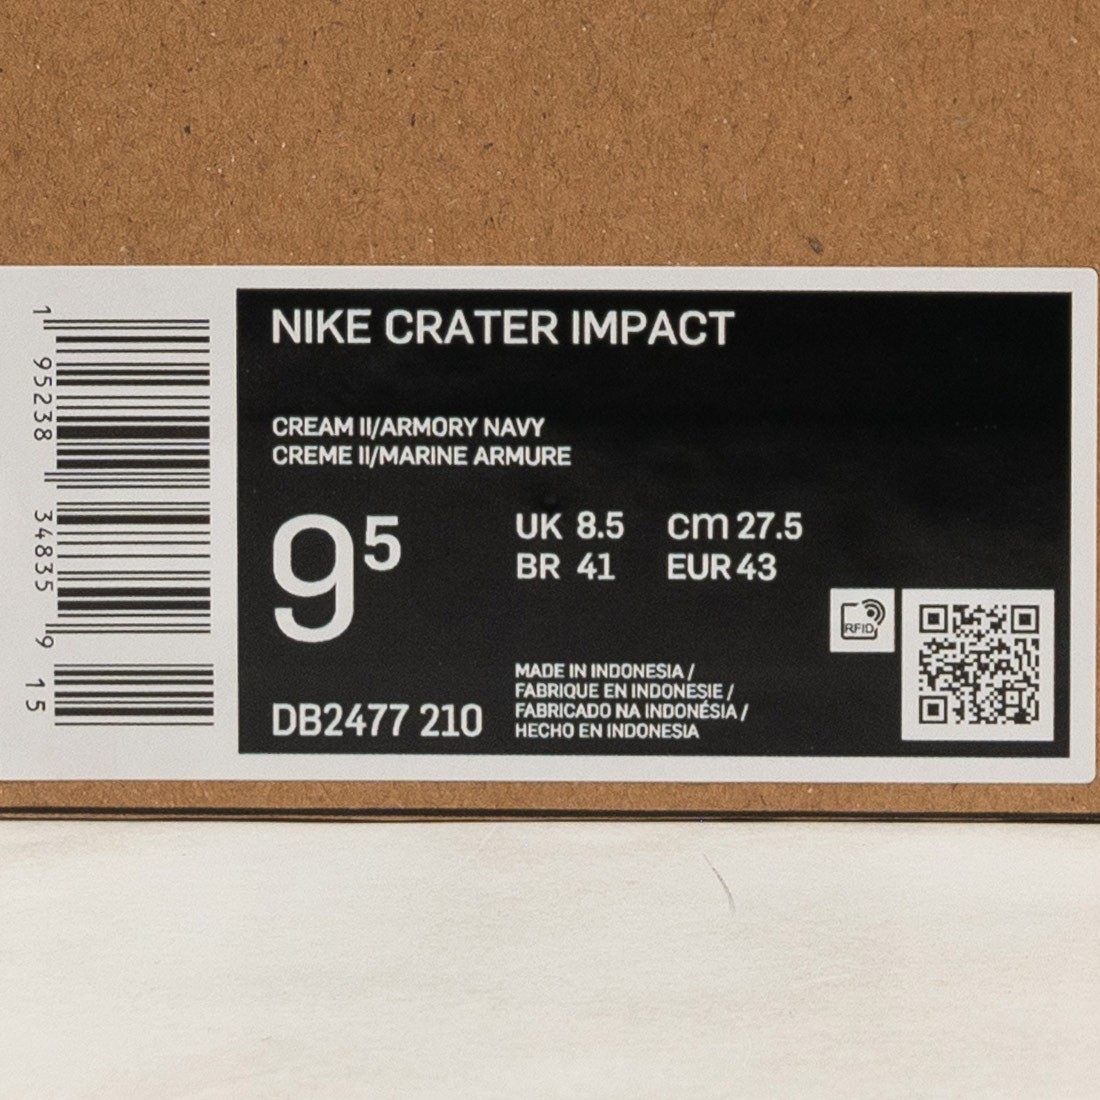 NIKE CRATER IMPACT
CREAM II/ARMORY NAVY
CREME II/MARINE ARMURE
9⁵
UK 8.5 cm 27.5
BR 41 EUR 43
RFID
MADE IN INDONESIA /
FABRIQUE EN INDONESIE /
FABRICADO NA INDONÉSIA /
HECHO EN INDONESIA
DB2477 210
1 95238 34835 9
15